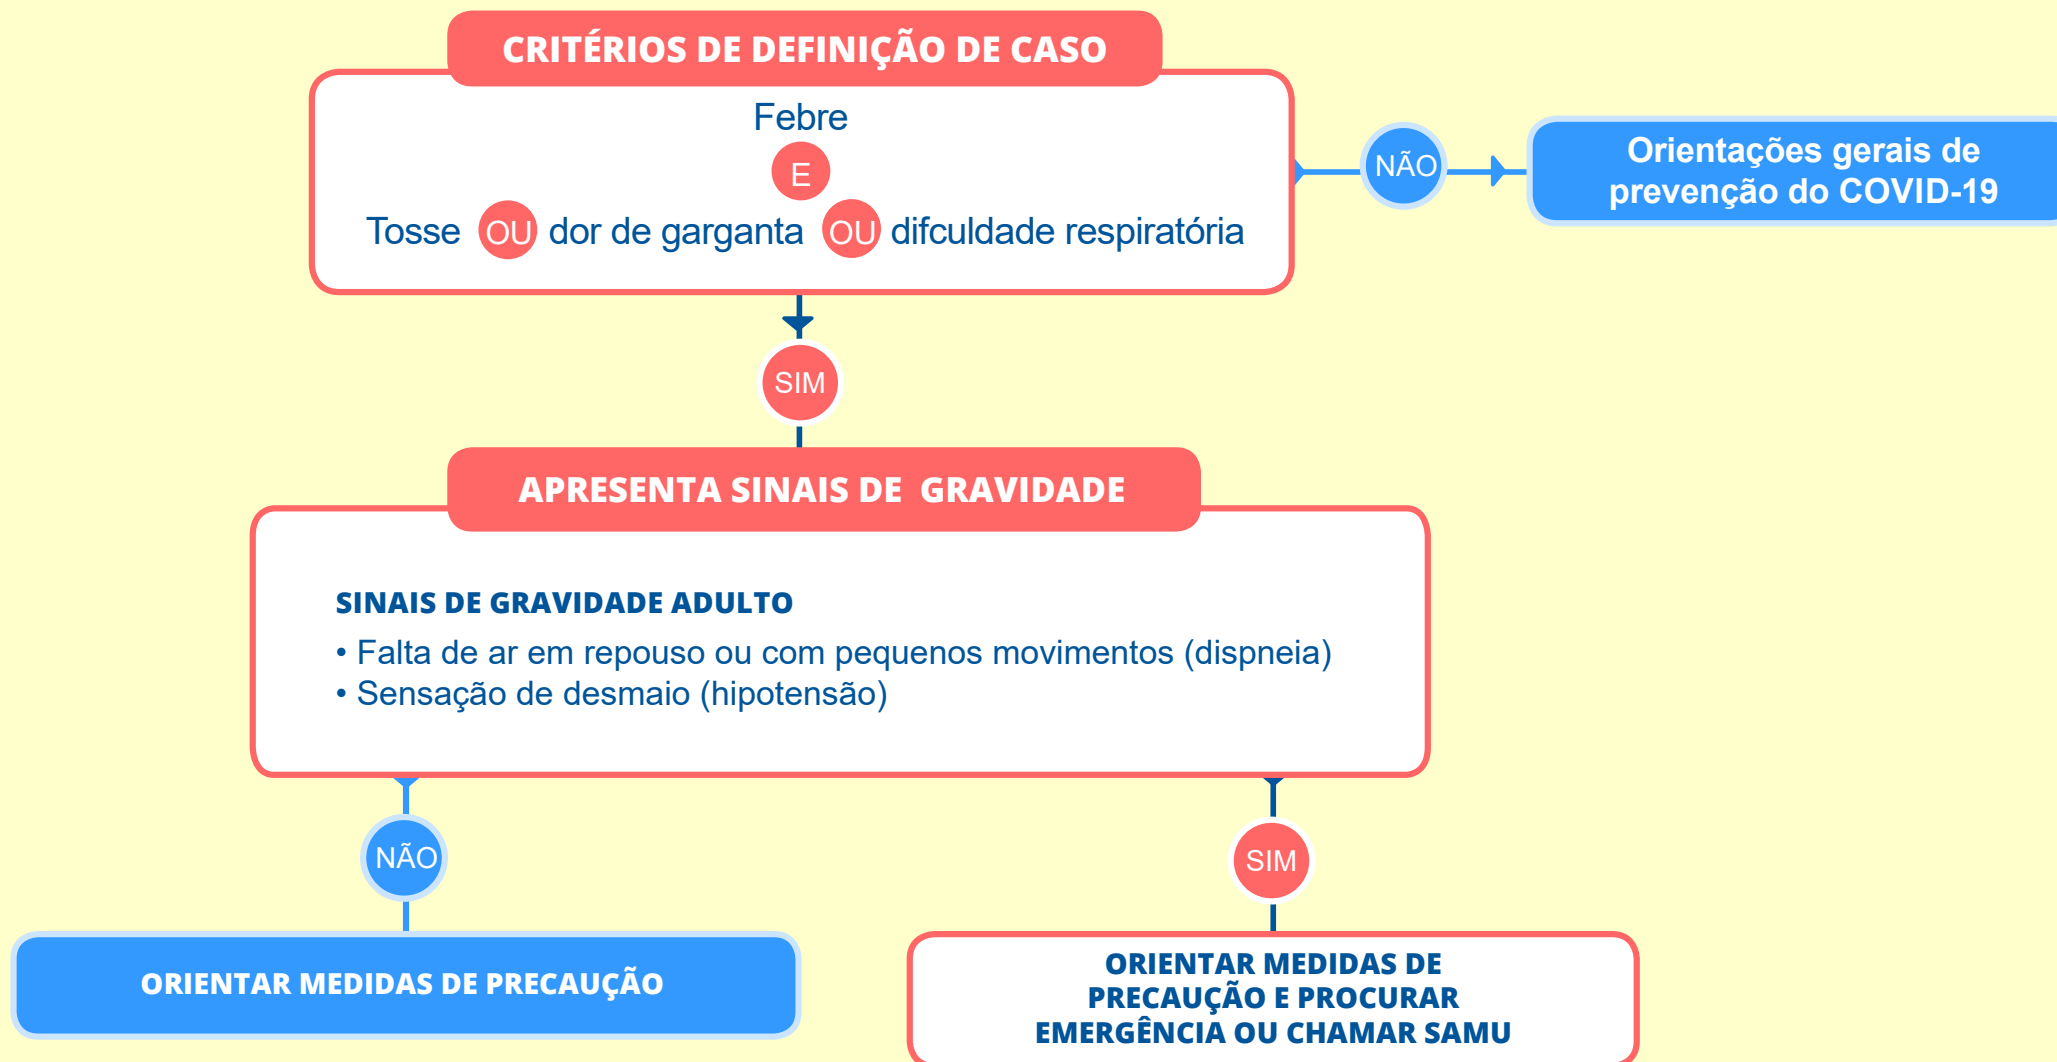 CRITÉRIOS DE DEFINIÇÃO DE CASO
Febre
E
Tosse OU dor de garganta OU difculdade respiratória
NÃO
Orientações gerais de
prevenção do COVID-19
SIM
APRESENTA SINAIS DE GRAVIDADE
SINAIS DE GRAVIDADE ADULTO
• Falta de ar em repouso ou com pequenos movimentos (dispneia)
• Sensação de desmaio (hipotensão)
NÃO
ORIENTAR MEDIDAS DE PRECAUÇÃO
SIM
ORIENTAR MEDIDAS DE
PRECAUÇÃO E PROCURAR
EMERGÊNCIA OU CHAMAR SAMU